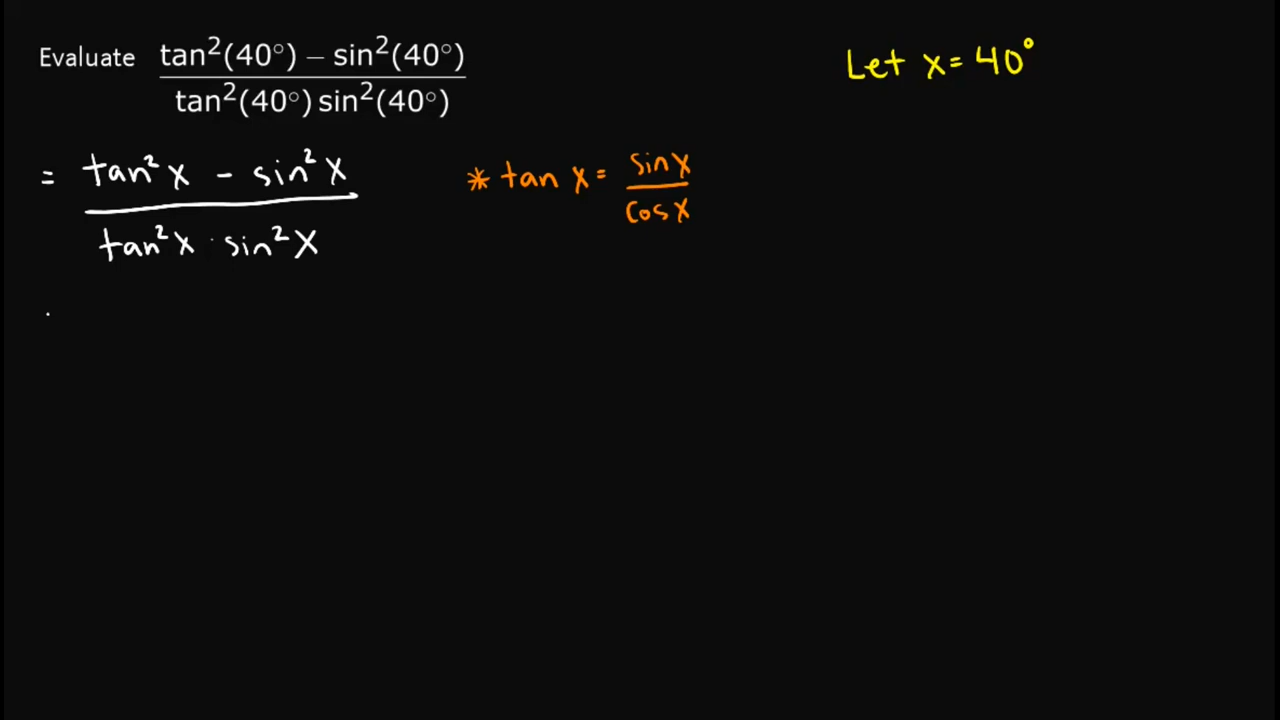 Evaluate tan²(40°) – sin²(40°)
tan²(40°) sin²(40°)
Let x = 40°
= tan²x - sin²x
tan²x · sin²x
* tan x = sin x
cos x